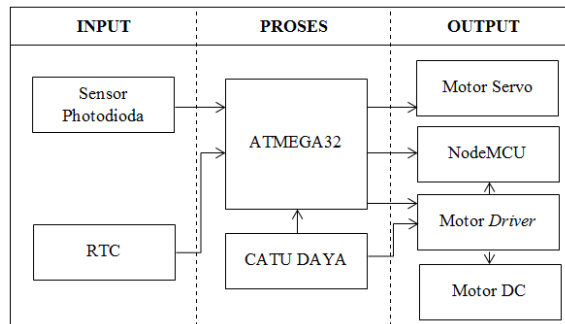 INPUT
PROSES
OUTPUT
Sensor
Photodioda
ATMEGA32
Motor Servo
NodeMCU
RTC
CATU DAYA
Motor Driver
Motor DC